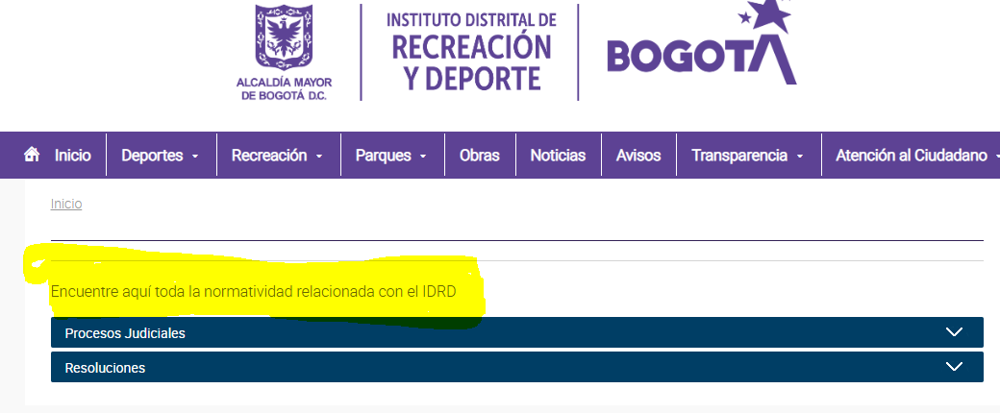 ALCALDÍA MAYOR
DE BOGOTÁ D.C.
INSTITUTO DISTRITAL DE
RECREACIÓN
Y DEPORTE
BOGOTÁ
Inicio Deportes Recreación Parques Obras Noticias Avisos Transparencia Atención al Ciudadano
Inicio
Encuentre aquí toda la normatividad relacionada con el IDRD
Procesos Judiciales
Resoluciones